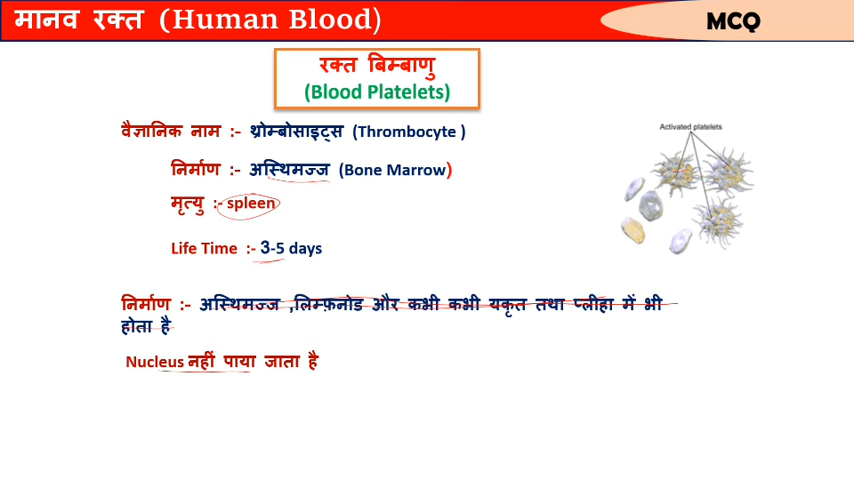 मानव रक्त (Human Blood)
MCQ
रक्त बिम्बाणु
(Blood Platelets)
वैज्ञानिक नाम :- थ्रोम्बोसाइट्स (Thrombocyte )
Activated platelets
निर्माण :- अस्थिमज्ज (Bone Marrow)
मृत्यु :- spleen
Life Time :- 3-5 days
निर्माण :- अस्थिमज्ज ,लिम्फ़नोड और कभी कभी यकृत तथा प्लीहा में भी
होता है
Nucleus नहीं पाया जाता है